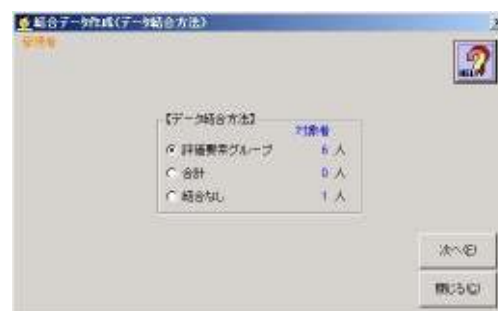 結合データ作成(データ結合方法)
HELP
【データ結合方法】
対象者
評価要素グループ 6 人
合計 0 人
結合なし 1 人
次へ(E)
閉じる(C)